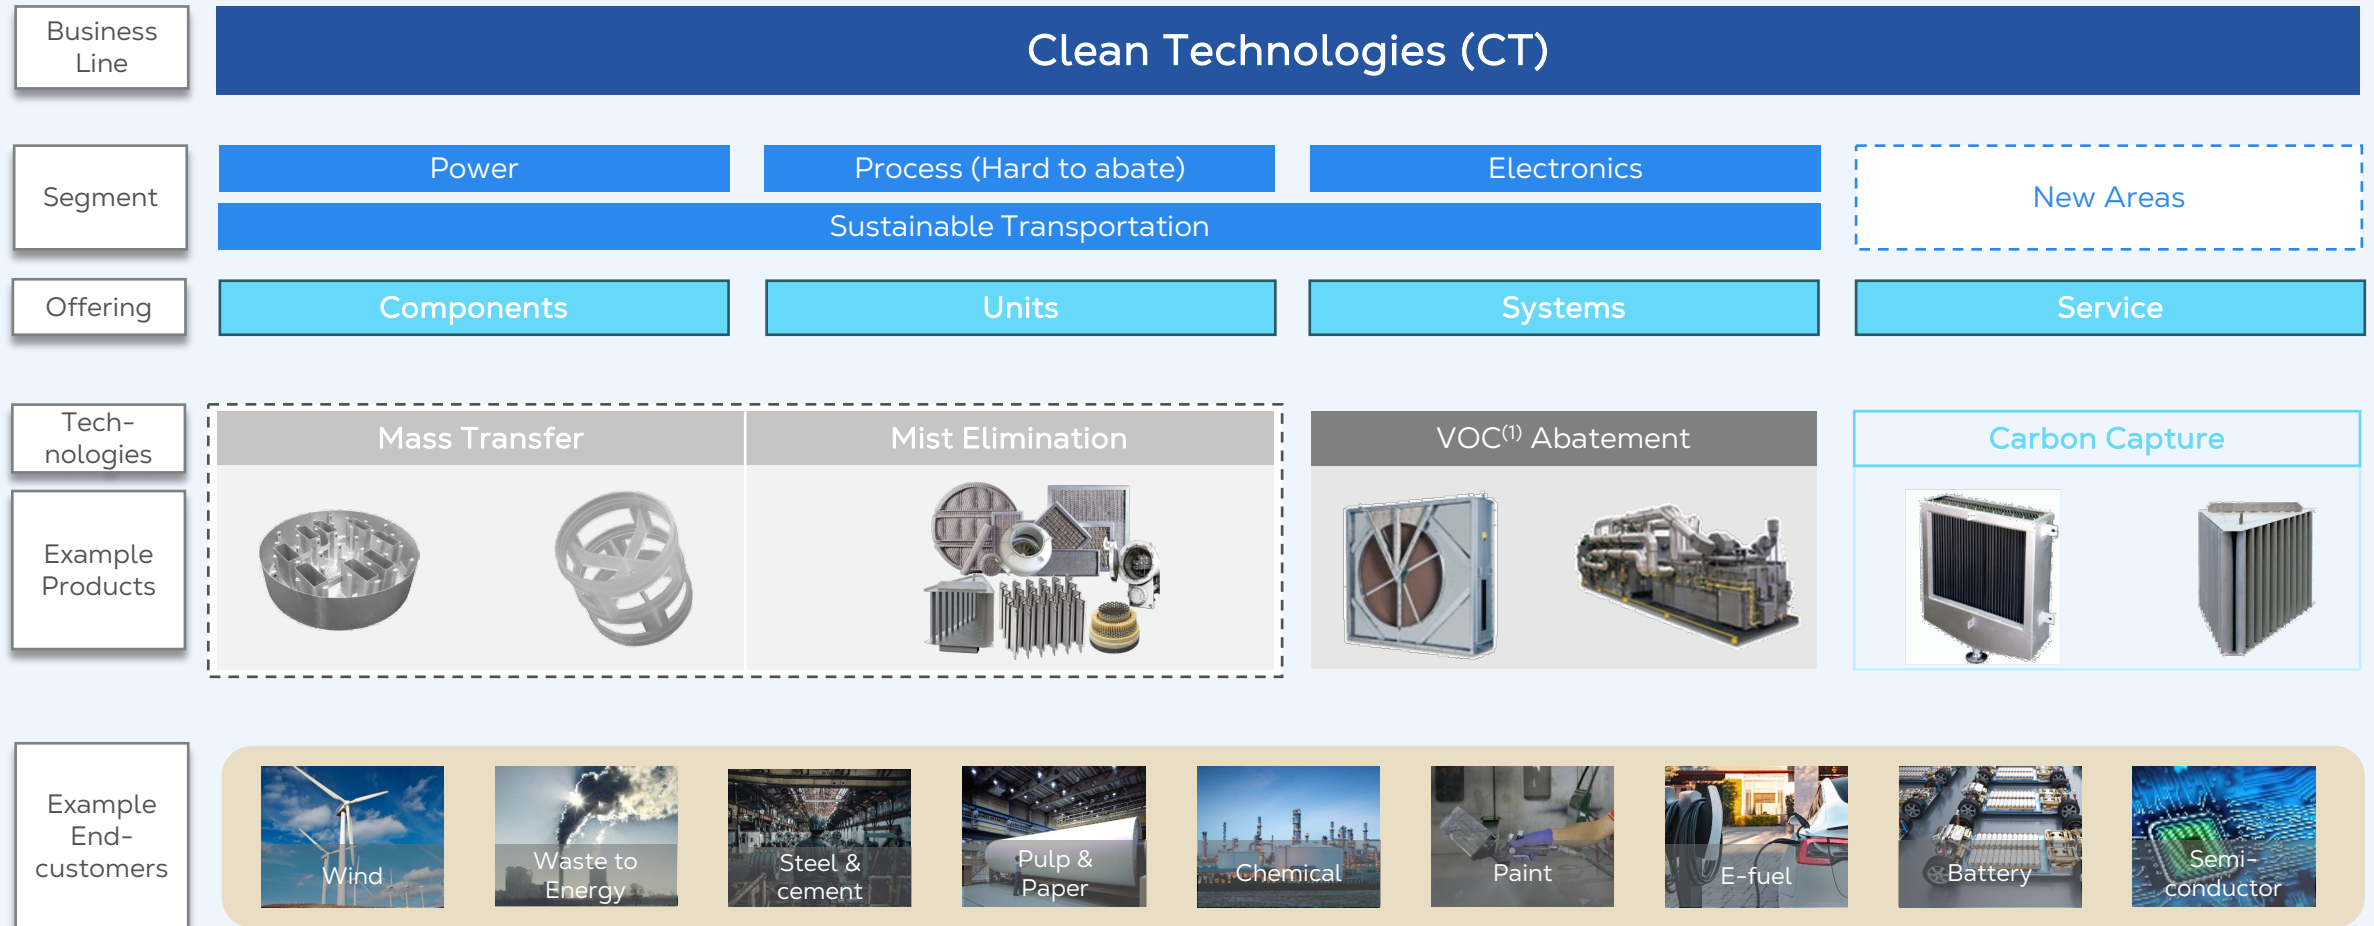 Business
Line
Clean Technologies (CT)
Segment
Power
Process (Hard to abate)
Electronics
New Areas
Sustainable Transportation
Offering
Components
Units
Systems
Service
Tech-
nologies
Mass Transfer
Mist Elimination
VOC(1) Abatement
Carbon Capture
Example
Products
Example
End-
customers
Wind
Waste to
Energy
Steel &
cement
Pulp &
Paper
Chemical
Paint
E-fuel
Battery
Semi-
conductor